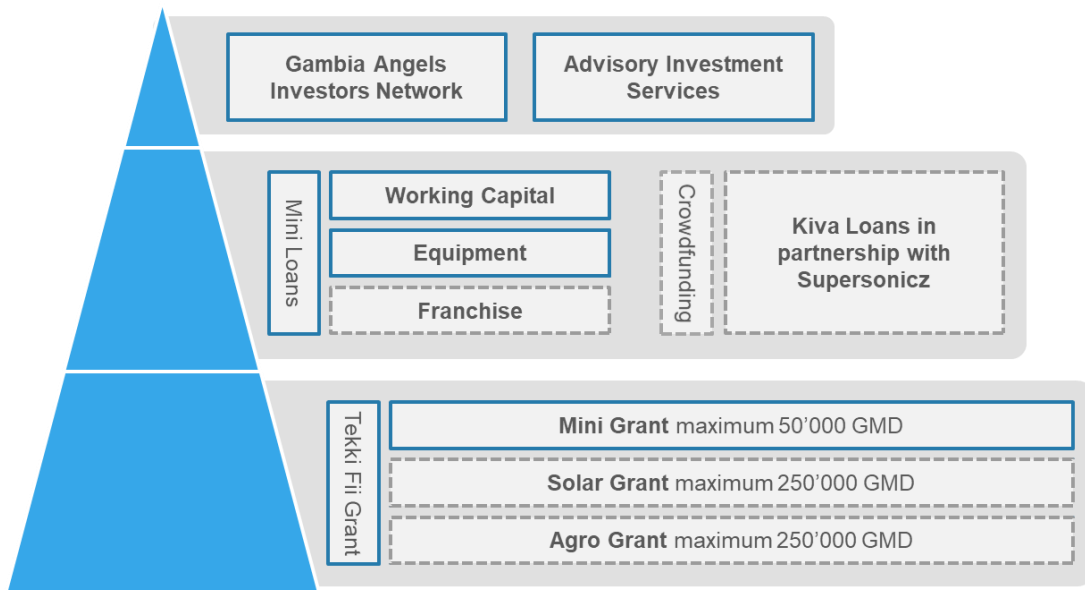 Gambia Angels
Investors Network
Advisory Investment
Services
Mini Loans
Working Capital
Equipment
Franchise
Crowdfunding
Kiva Loans in
partnership with
Supersonicz
Tekki Fii Grant
Mini Grant maximum 50’000 GMD
Solar Grant maximum 250’000 GMD
Agro Grant maximum 250’000 GMD